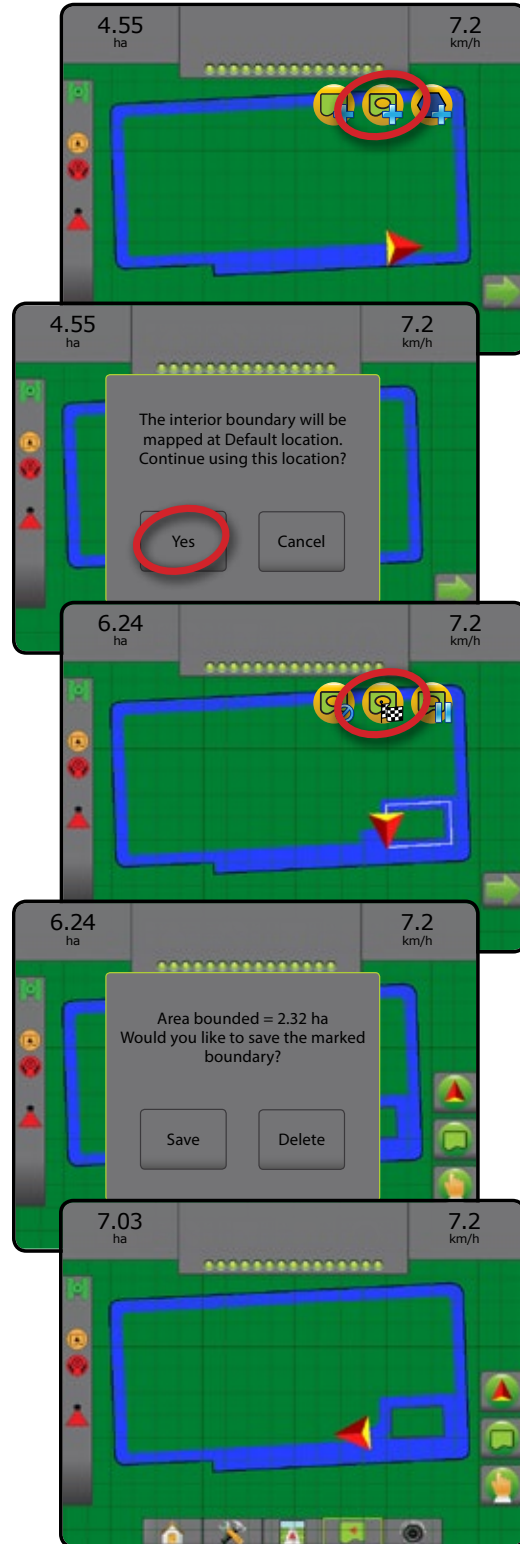 4.55
ha
7.2
km/h
4.55
ha
7.2
km/h
The interior boundary will be
mapped at Default location.
Continue using this location?
Yes
Cancel
6.24
ha
7.2
km/h
6.24
ha
7.2
km/h
Area bounded = 2.32 ha
Would you like to save the marked
boundary?
Save
Delete
7.03
ha
7.2
km/h